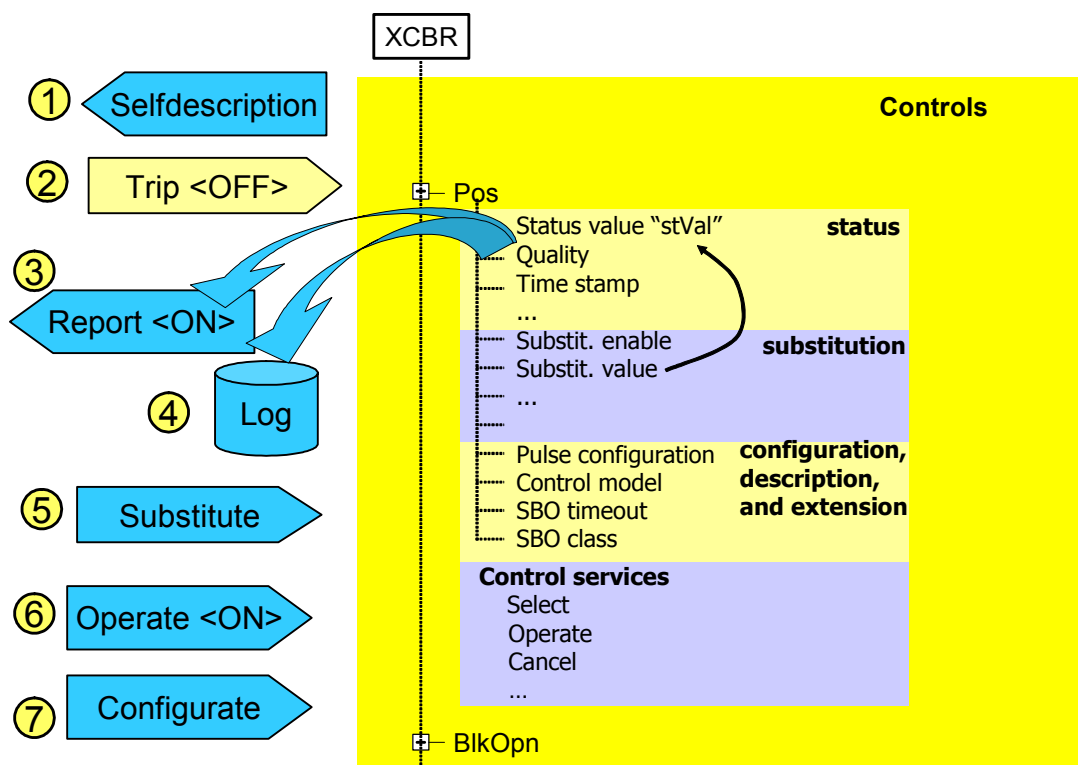 XCBR
Controls
1
Selfdescription
2
Trip <OFF>
3
Report <ON>
4
Log
5
Substitute
6
Operate <ON>
7
Configurate
Pos
Status value “stVal”
status
Quality
Time stamp
...
Substit. enable
substitution
Substit. value
...
Pulse configuration
configuration,
Control model
description,
SBO timeout
and extension
SBO class
Control services
Select
Operate
Cancel
...
BlkOpn